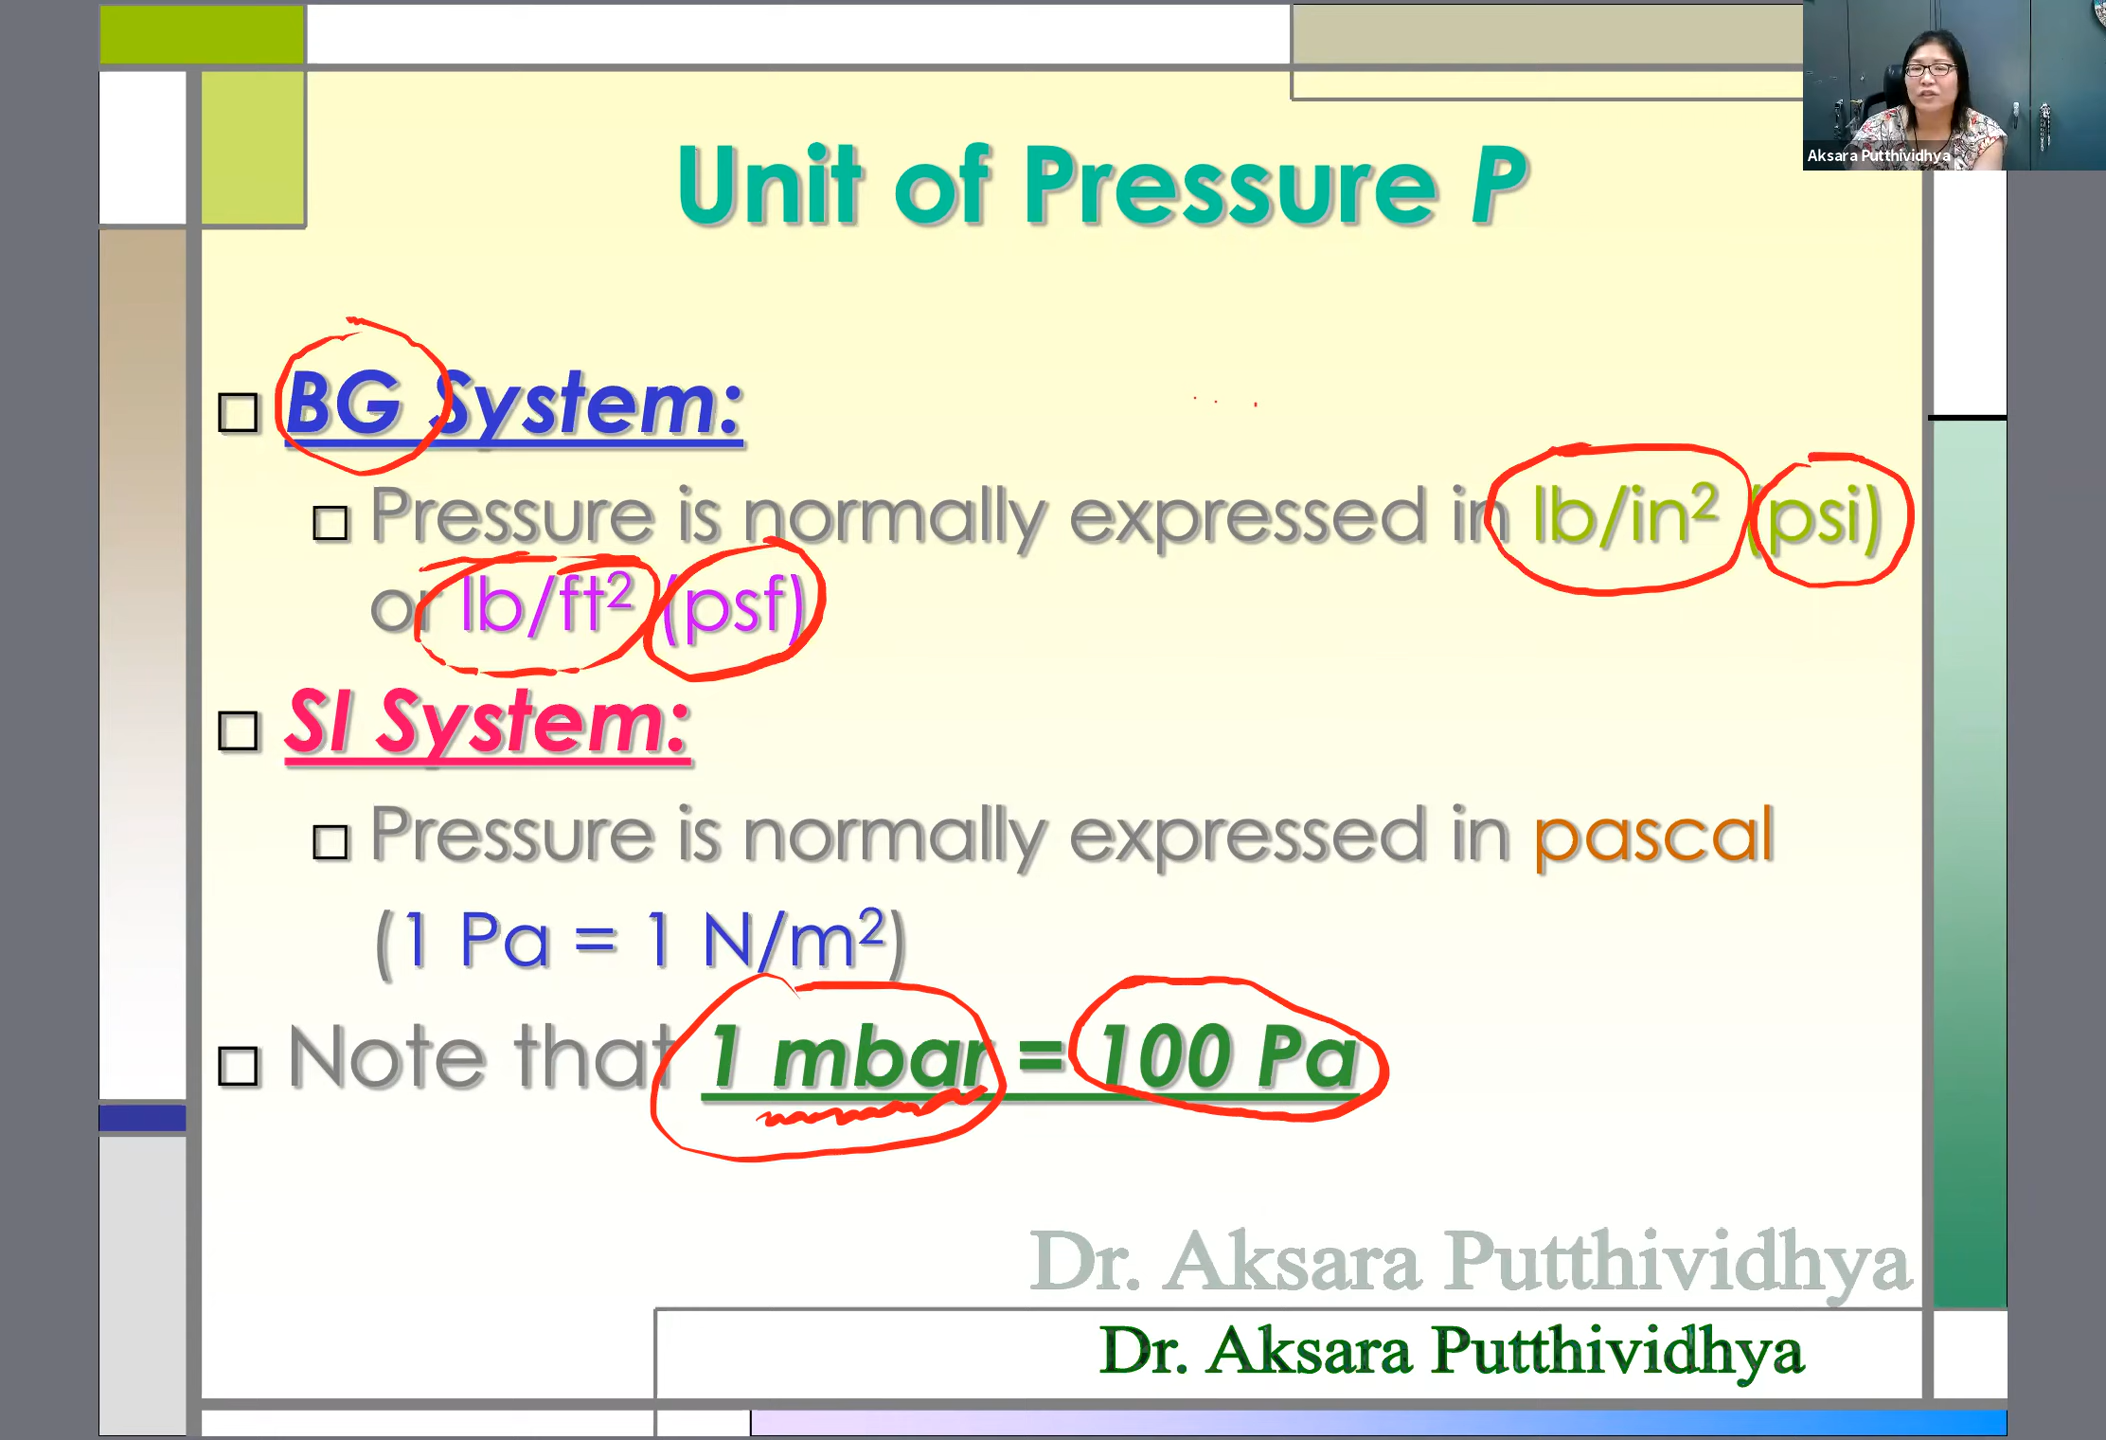 Aksara Putthividhya
Unit of Pressure P
BG System:
Pressure is normally expressed in lb/in² (psi)
or lb/ft² (psf)
SI System:
Pressure is normally expressed in pascal
(1 Pa = 1 N/m²)
Note that 1 mbar = 100 Pa
Dr. Aksara Putthividhya
Dr. Aksara Putthividhya